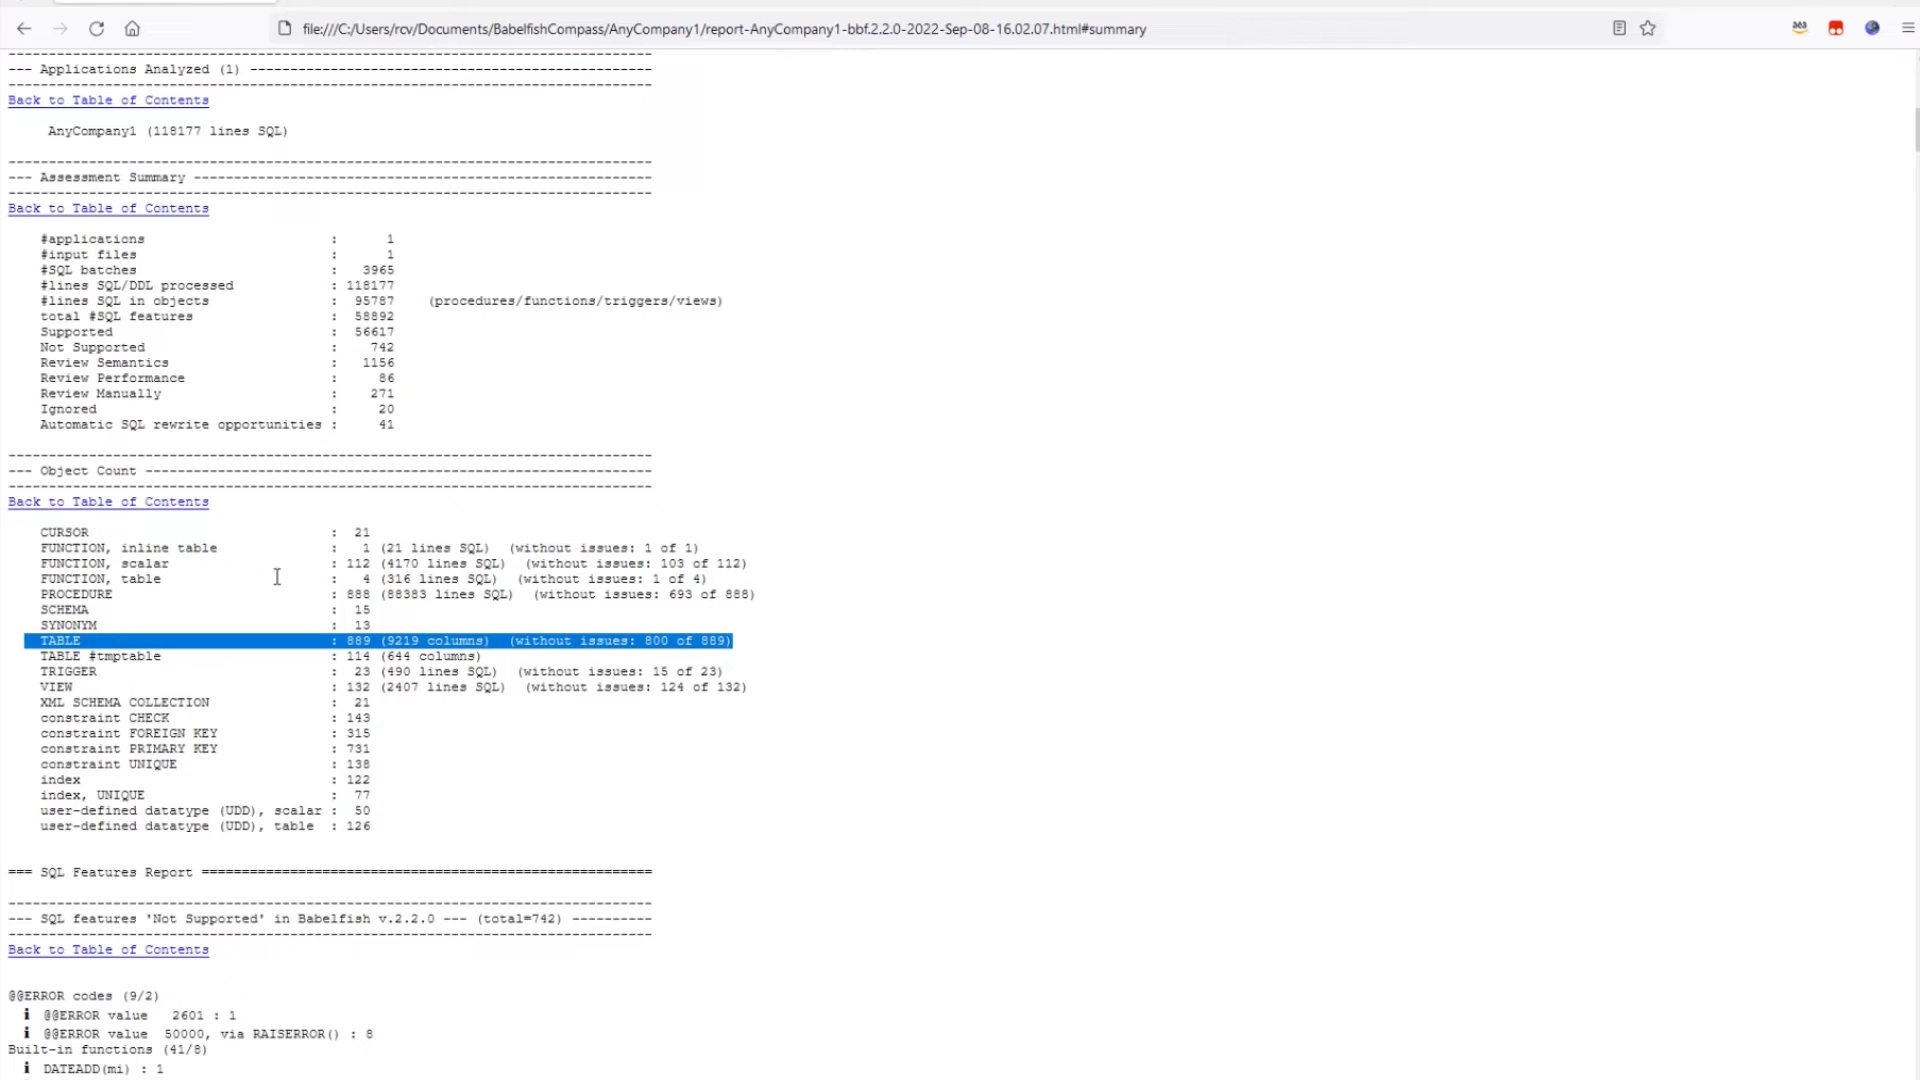 file:///C:/Users/rcv/Documents/BabelfishCompass/AnyCompany1/report-AnyCompany1-bbf.2.2.0-2022-Sep-08-16.02.07.html#summary
--------------------------------------------------------------------------------
--- Applications Analyzed (1) --------------------------------------------------
--------------------------------------------------------------------------------
Back to Table of Contents
AnyCompany1 (118177 lines SQL)
--------------------------------------------------------------------------------
--- Assessment Summary ---------------------------------------------------------
--------------------------------------------------------------------------------
Back to Table of Contents
#applications : 1
#input files : 1
#SQL batches : 3965
#lines SQL/DDL processed : 118177
#lines SQL in objects : 95787 (procedures/functions/triggers/views)
total #SQL features : 58892
Supported : 56617
Not Supported : 742
Review Semantics : 1156
Review Performance : 86
Review Manually : 271
Ignored : 20
Automatic SQL rewrite opportunities : 41
--------------------------------------------------------------------------------
--- Object Count ---------------------------------------------------------------
--------------------------------------------------------------------------------
Back to Table of Contents
CURSOR : 21
FUNCTION, inline table : 1 (21 lines SQL) (without issues: 1 of 1)
FUNCTION, scalar : 112 (4170 lines SQL) (without issues: 103 of 112)
FUNCTION, table : 4 (316 lines SQL) (without issues: 1 of 4)
PROCEDURE : 888 (88383 lines SQL) (without issues: 693 of 888)
SCHEMA : 15
SYNONYM : 13
TABLE : 889 (9219 columns) (without issues: 800 of 889)
TABLE #tmptable : 114 (644 columns)
TRIGGER : 23 (490 lines SQL) (without issues: 15 of 23)
VIEW : 132 (2407 lines SQL) (without issues: 124 of 132)
XML SCHEMA COLLECTION : 21
constraint CHECK : 143
constraint FOREIGN KEY : 315
constraint PRIMARY KEY : 731
constraint UNIQUE : 138
index : 122
index, UNIQUE : 77
user-defined datatype (UDD), scalar : 50
user-defined datatype (UDD), table : 126
=== SQL Features Report ========================================================
--------------------------------------------------------------------------------
--- SQL features 'Not Supported' in Babelfish v.2.2.0 --- (total=742) ----------
--------------------------------------------------------------------------------
Back to Table of Contents
@@ERROR codes (9/2)
i @@ERROR value 2601 : 1
i @@ERROR value 50000, via RAISERROR() : 8
Built-in functions (41/8)
i DATEADD(mi) : 1